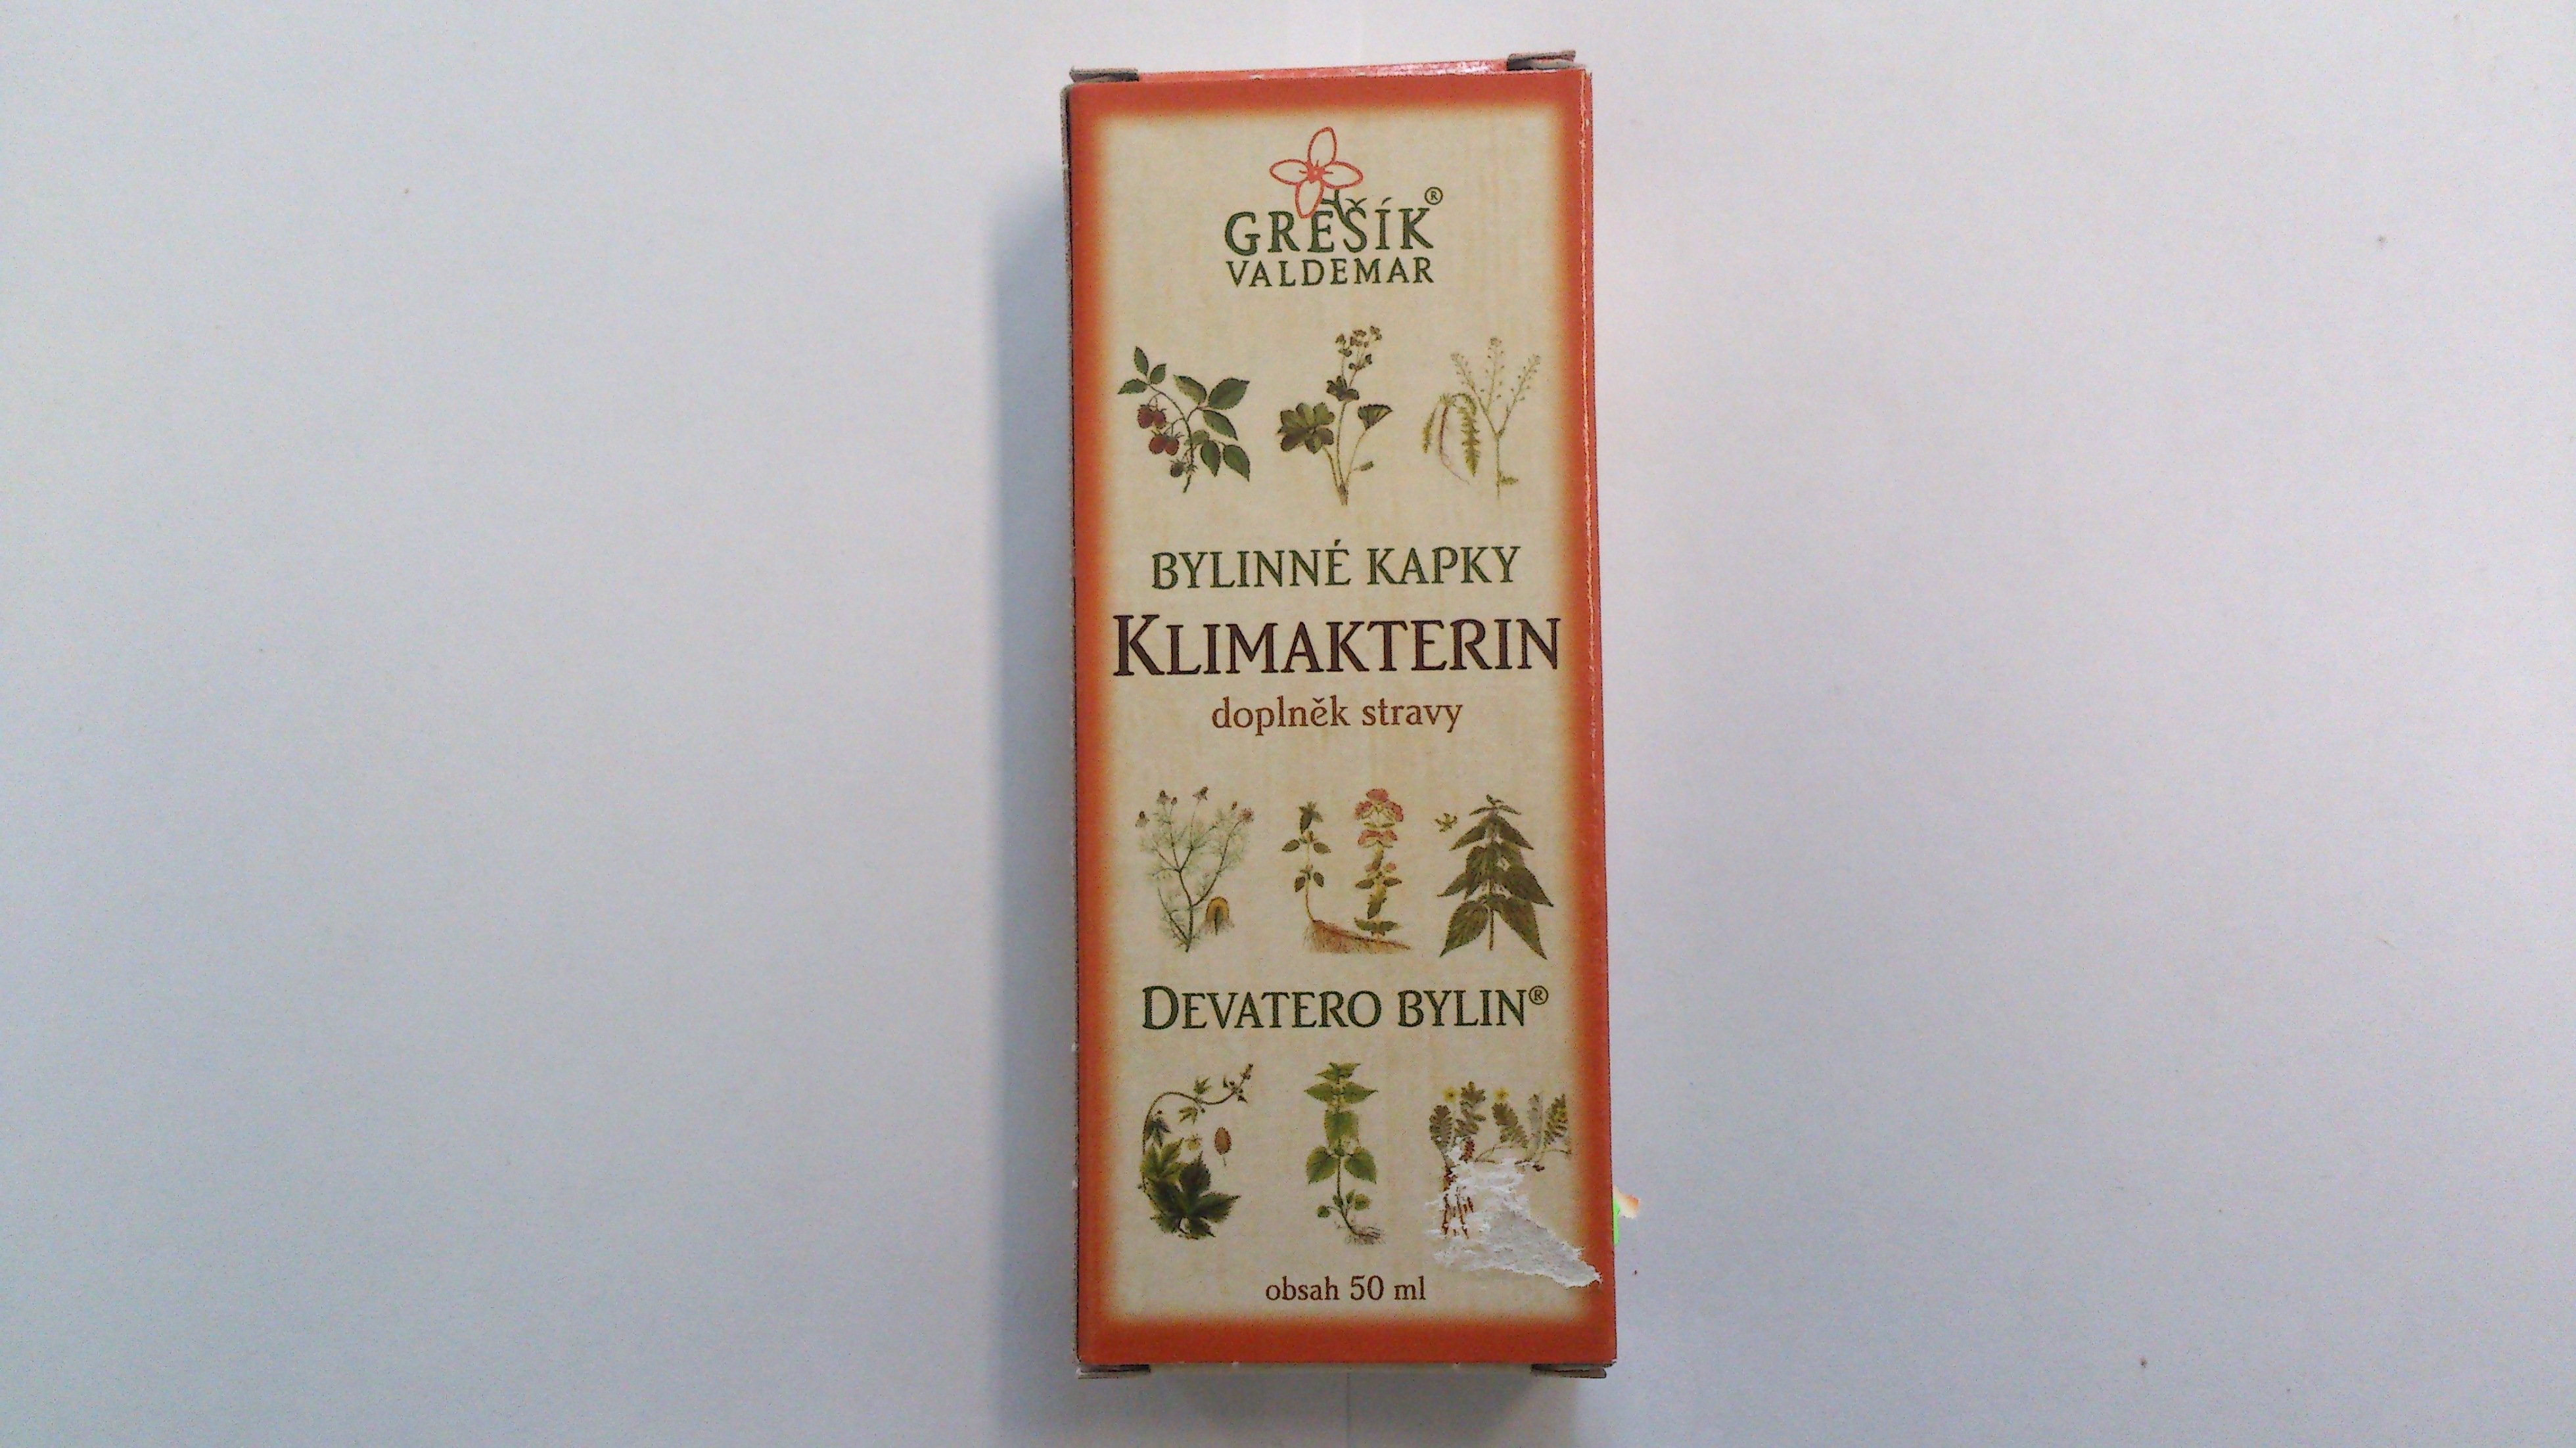 GREŠÍK®
VALDEMAR
BYLINNÉ KAPKY
KLIMAKTERIN
doplněk stravy
DEVATERO BYLIN®
obsah 50 ml